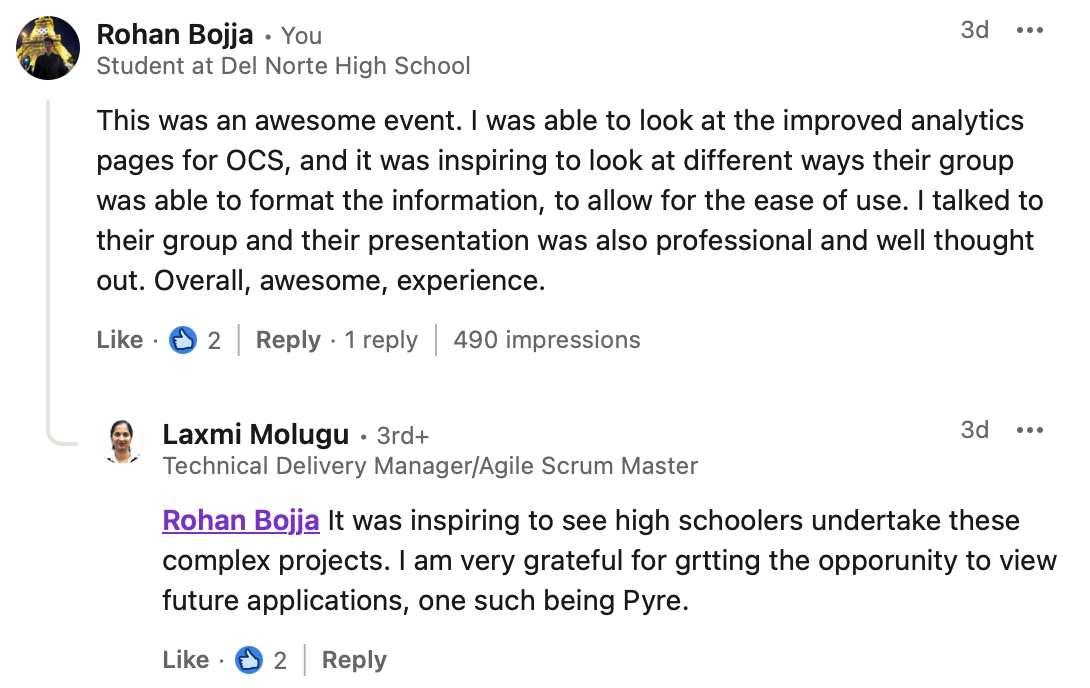 Rohan Bojja • You 3d •••
Student at Del Norte High School
This was an awesome event. I was able to look at the improved analytics
pages for OCS, and it was inspiring to look at different ways their group
was able to format the information, to allow for the ease of use. I talked to
their group and their presentation was also professional and well thought
out. Overall, awesome, experience.
Like · 2 | Reply · 1 reply | 490 impressions
Laxmi Molugu • 3rd+ 3d •••
Technical Delivery Manager/Agile Scrum Master
Rohan Bojja It was inspiring to see high schoolers undertake these
complex projects. I am very grateful for grtting the opporunity to view
future applications, one such being Pyre.
Like · 2 | Reply